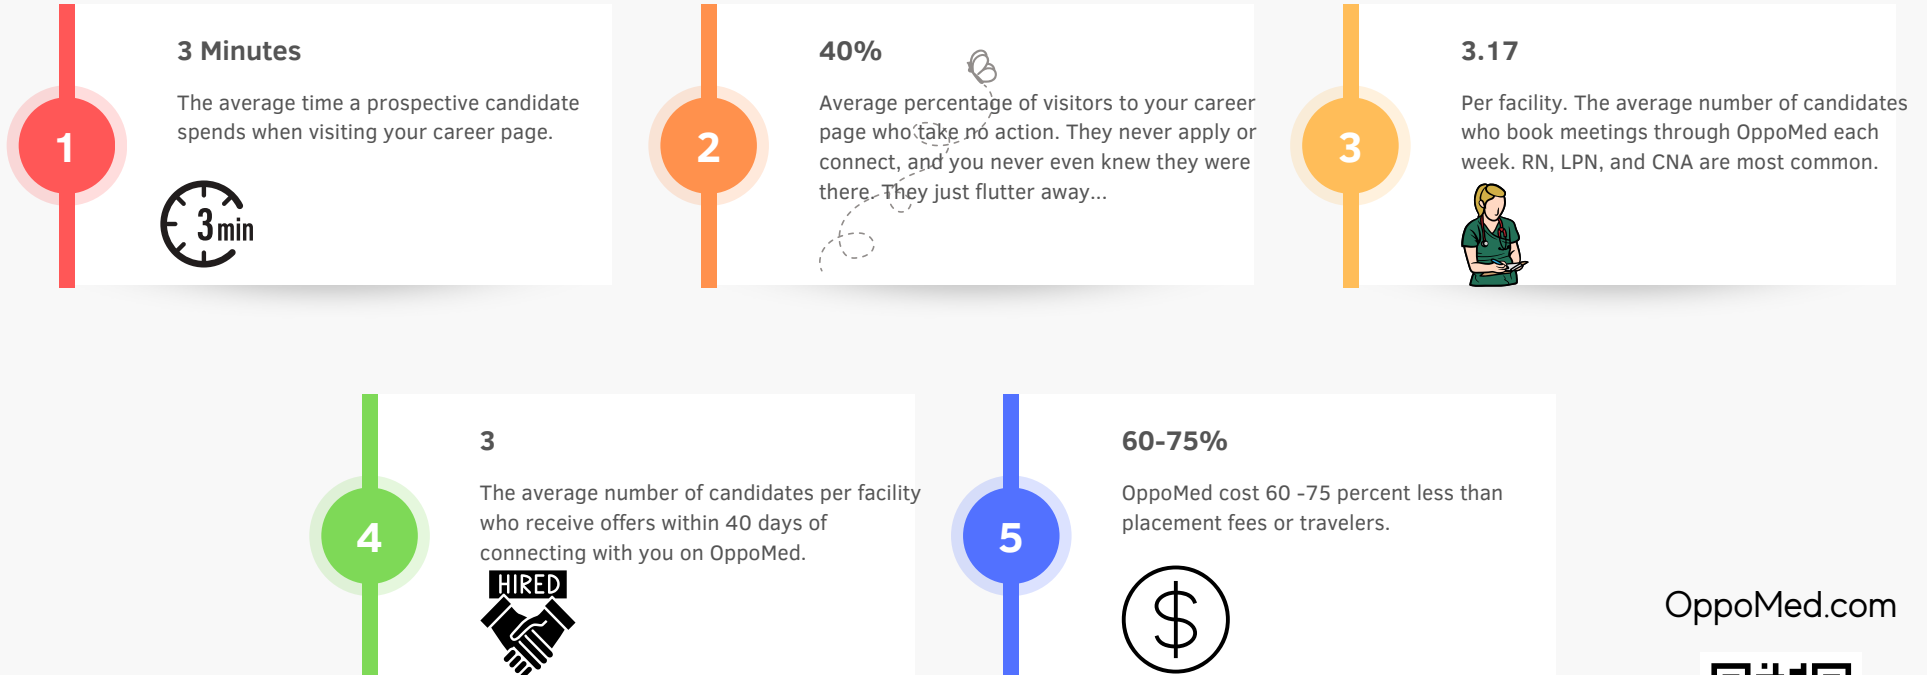 3 Minutes
The average time a prospective candidate
spends when visiting your career page.
1
3 min
40%
Average percentage of visitors to your career
page who take no action. They never apply or
connect, and you never even knew they were
there. They just flutter away...
2
3.17
Per facility. The average number of candidates
who book meetings through OppoMed each
week. RN, LPN, and CNA are most common.
3
3
The average number of candidates per facility
who receive offers within 40 days of
connecting with you on OppoMed.
4
HIRED
60-75%
OppoMed cost 60 -75 percent less than
placement fees or travelers.
5
$
OppoMed.com